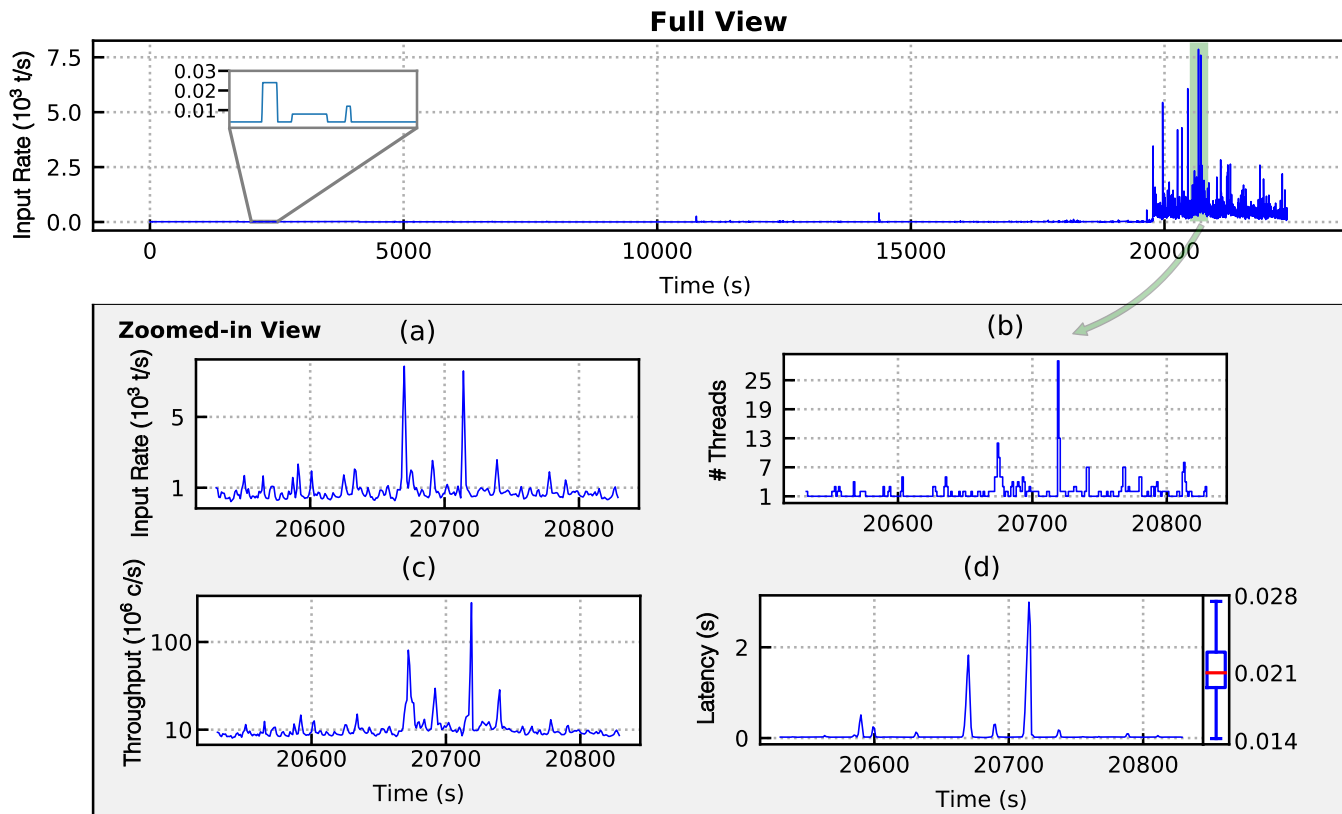 Full View
Input Rate (10³ t/s)
7.5
5.0
2.5
0.0
0.03
0.02
0.01
0
5000
10000
15000
20000
Time (s)
Zoomed-in View
(a)
Input Rate (10³ t/s)
5
1
20600
20700
20800
(b)
# Threads
25
19
13
7
1
20600
20700
20800
(c)
Throughput (10⁶ c/s)
100
10
20600
20700
20800
Time (s)
(d)
Latency (s)
2
0
20600
20700
20800
Time (s)
0.028
0.021
0.014